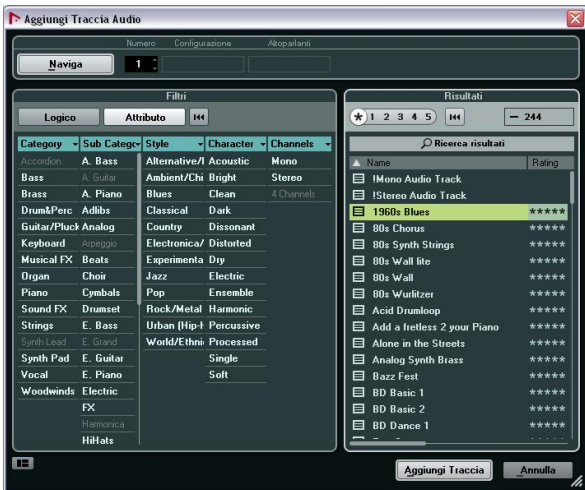 Aggiungi Traccia Audio
Numero Configurazione Altoparlanti
Naviga 1
Filtri
Logico Attributo
Category Sub Catego Style Character Channels
Accordion A. Bass Alternative/I Acoustic Mono
Bass A. Guitar Ambient/Chi Bright Stereo
Brass A. Piano Blues Clean 4 Channels
Drum&Perc Adlibs Classical Dark
Guitar/Pluck Analog Country Dissonant
Keyboard Arpeggio Electronica/ Distorted
Musical FX Beats Experimenta Dry
Organ Choir Jazz Electric
Piano Cymbals Pop Ensemble
Sound FX Drumset Rock/Metal Harmonic
Strings E. Bass Urban (Hip-H Percussive
Synth Lead E. Grand World/Ethni Processed
Synth Pad E. Guitar Single
Vocal E. Piano Soft
Woodwinds Electric
FX
Harmonica
HiHats
Risultati
* 1 2 3 4 5 244
Ricerca risultati
Name Rating
!Mono Audio Track
!Stereo Audio Track
1960s Blues *****
80s Chorus *****
80s Synth Strings *****
80s Wall lite *****
80s Wall *****
80s Wurlitzer *****
Acid Drumloop *****
Add a fretless 2 your Piano *****
Alone in the Streets *****
Analog Synth Brass *****
Bazz Fest *****
BD Basic 1 *****
BD Basic 2 *****
BD Dance 1 *****
Aggiungi Traccia Annulla